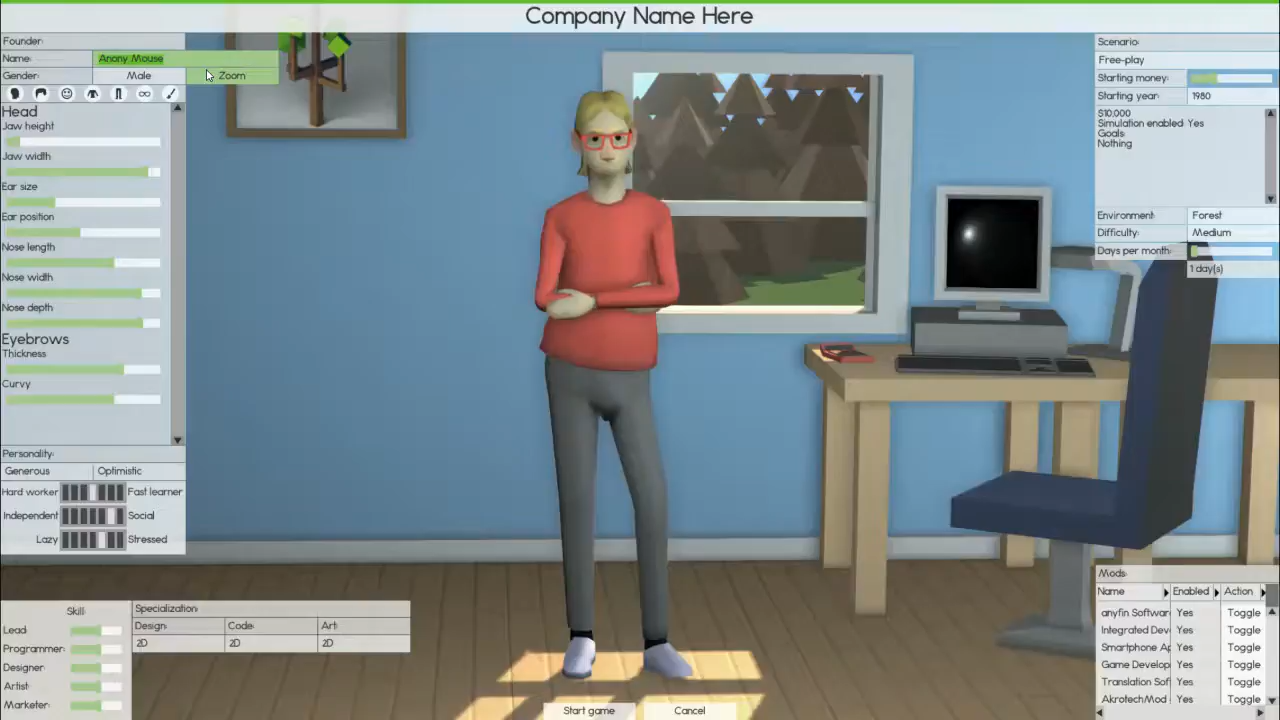 Company Name Here
Founder:
Name: Anony Mouse
Gender: Male Zoom
Head
Jaw height
Jaw width
Ear size
Ear position
Nose length
Nose width
Nose depth
Eyebrows
Thickness
Curvy
Personality:
Generous Optimistic
Hard worker Fast learner
Independent Social
Lazy Stressed
Skill:
Lead:
Programmer:
Designer:
Artist:
Marketer:
Specialization:
Design: Code: Art:
2D 2D 2D
Start game Cancel
Scenario:
Free-play
Starting money:
Starting year: 1980
$10,000
Simulation enabled: Yes
Goals:
Nothing
Environment: Forest
Difficulty: Medium
Days per month:
1 day(s)
Mods:
Name Enabled Action
anyfin Softwar Yes Toggle
Integrated Dev Yes Toggle
Smartphone Ap Yes Toggle
Game Develop Yes Toggle
Translation Sof Yes Toggle
AkrotechMod Yes Toggle